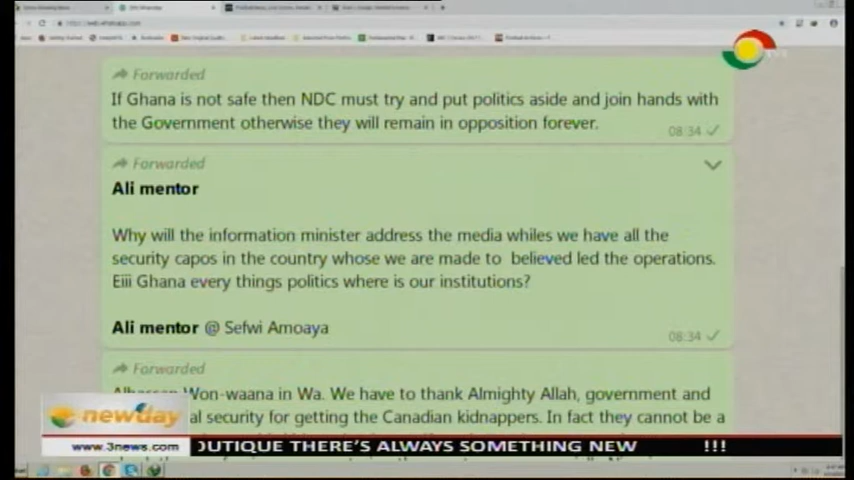 Forwarded
If Ghana is not safe then NDC must try and put politics aside and join hands with
the Government otherwise they will remain in opposition forever.
08:34
Forwarded
Ali mentor
Why will the information minister address the media whiles we have all the
security capos in the country whose we are made to believed led the operations.
Eiii Ghana every things politics where is our institutions?
Ali mentor @ Sefwi Amoaya
08:34
Forwarded
Won-waana in Wa. We have to thank Almighty Allah, government and
al security for getting the Canadian kidnappers. In fact they cannot be a
newday
www.3news.com
OUTIQUE THERE'S ALWAYS SOMETHING NEW !!!